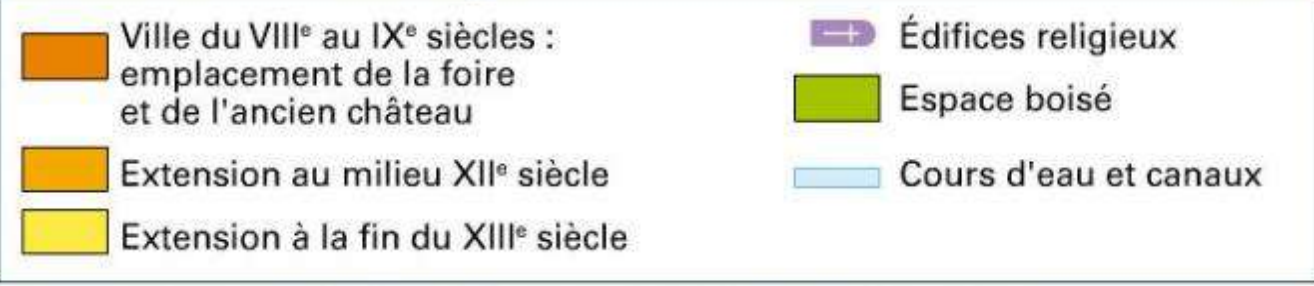 Ville du VIIIᵉ au IXᵉ siècles :
emplacement de la foire
et de l'ancien château
Extension au milieu XIIᵉ siècle
Extension à la fin du XIIIᵉ siècle
Édifices religieux
Espace boisé
Cours d'eau et canaux